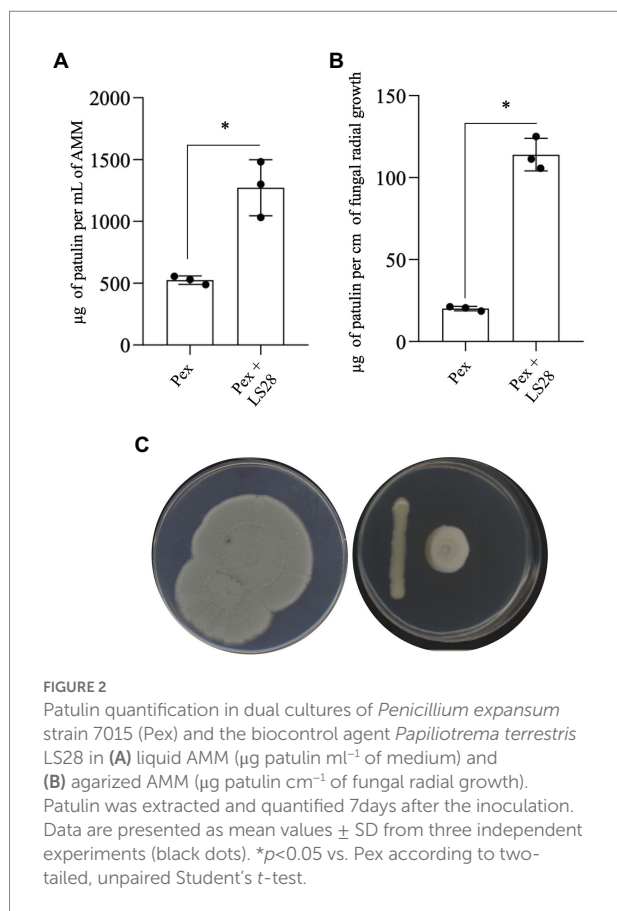 A
B
µg of patulin per mL of AMM
2000
1500
1000
500
0
*
Pex
Pex +
LS28
µg of patulin per cm of fungal radial growth
150
100
50
0
*
Pex
Pex +
LS28
C
FIGURE 2
Patulin quantification in dual cultures of Penicillium expansum
strain 7015 (Pex) and the biocontrol agent Papiliotrema terrestris
LS28 in (A) liquid AMM (µg patulin ml⁻¹ of medium) and
(B) agarized AMM (µg patulin cm⁻¹ of fungal radial growth).
Patulin was extracted and quantified 7days after the inoculation.
Data are presented as mean values ± SD from three independent
experiments (black dots). *p<0.05 vs. Pex according to two-
tailed, unpaired Student's t-test.